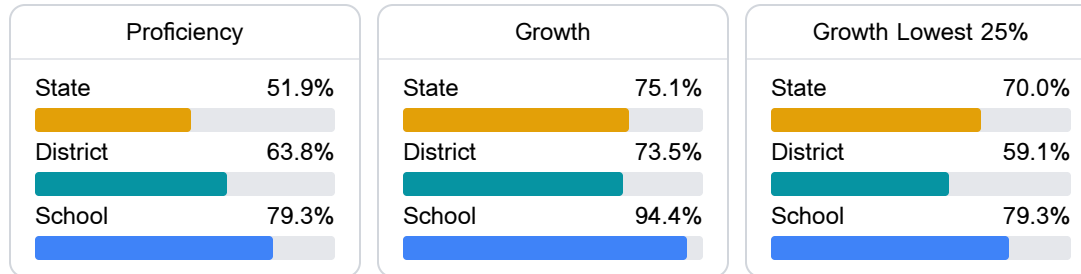 Proficiency
State 51.9%
District 63.8%
School 79.3%
Growth
State 75.1%
District 73.5%
School 94.4%
Growth Lowest 25%
State 70.0%
District 59.1%
School 79.3%